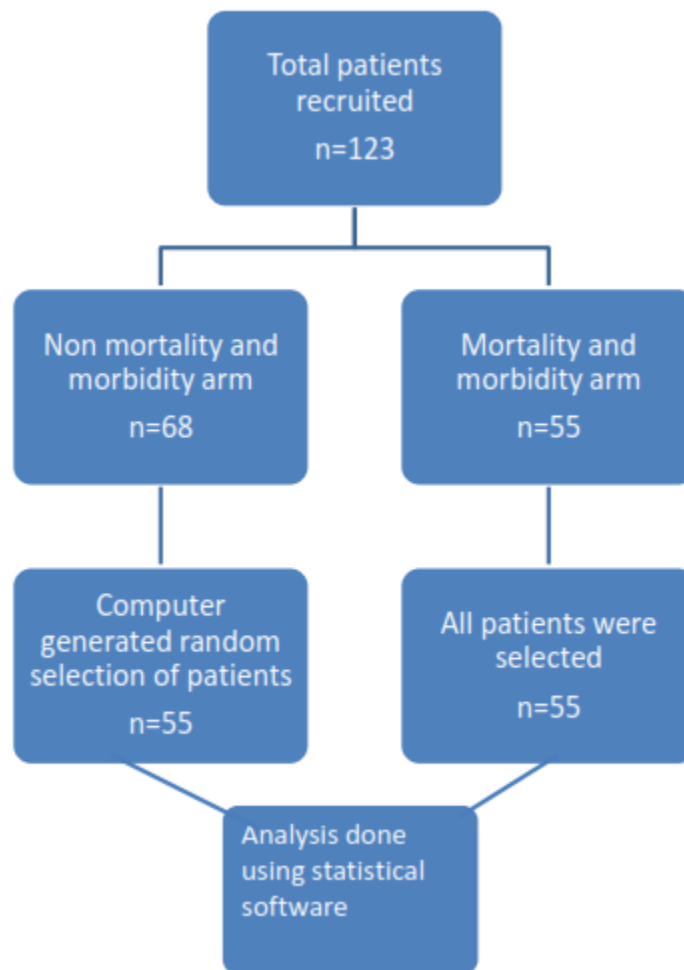 Total patients
recruited
n=123
Non mortality and
morbidity arm
n=68
Mortality and
morbidity arm
n=55
Computer
generated random
selection of patients
n=55
All patients were
selected
n=55
Analysis done
using statistical
software